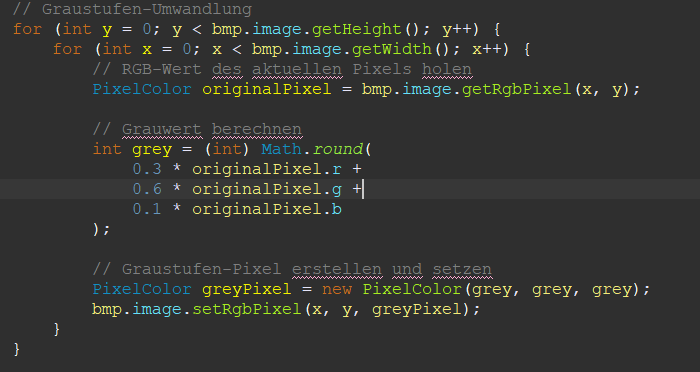 // Graustufen-Umwandlung
for (int y = 0; y < bmp.image.getHeight(); y++) {
    for (int x = 0; x < bmp.image.getWidth(); x++) {
        // RGB-Wert des aktuellen Pixels holen
        PixelColor originalPixel = bmp.image.getRgbPixel(x, y);

        // Grauwert berechnen
        int grey = (int) Math.round(
            0.3 * originalPixel.r +
            0.6 * originalPixel.g +
            0.1 * originalPixel.b
        );

        // Graustufen-Pixel erstellen und setzen
        PixelColor greyPixel = new PixelColor(grey, grey, grey);
        bmp.image.setRgbPixel(x, y, greyPixel);
    }
}